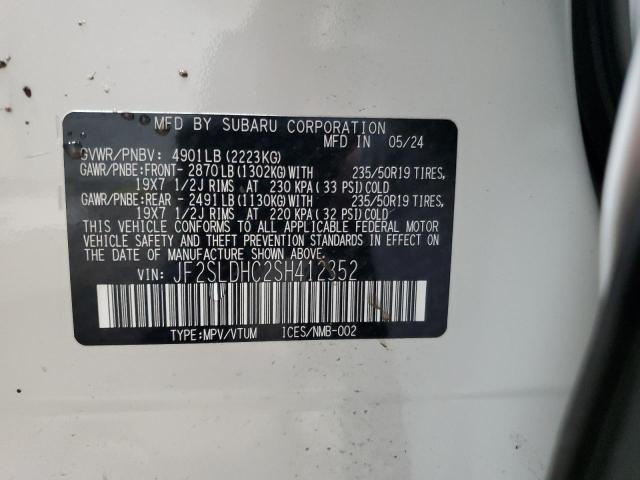 MFD BY SUBARU CORPORATION
MFD IN 05/24
GVWR/PNBV: 4901LB(2223KG)
GAWR/PNBE:FRONT-2870LB(1302KG)WITH 235/50R19 TIRES,
19X7 1/2J RIMS AT 230 KPA(33 PSI)COLD
GAWR/PNBE:REAR -2491LB(1130KG)WITH 235/50R19 TIRES,
19X7 1/2J RIMS AT 220 KPA(32 PSI)COLD
THIS VEHICLE CONFORMS TO ALL APPLICABLE FEDERAL MOTOR
VEHICLE SAFETY AND THEFT PREVENTION STANDARDS IN EFFECT
ON THE DATE OF MANUFACTURE SHOWN ABOVE.
VIN: JF2SLDHC2SH412352
TYPE:MPV/VTUM ICES/NMB-002